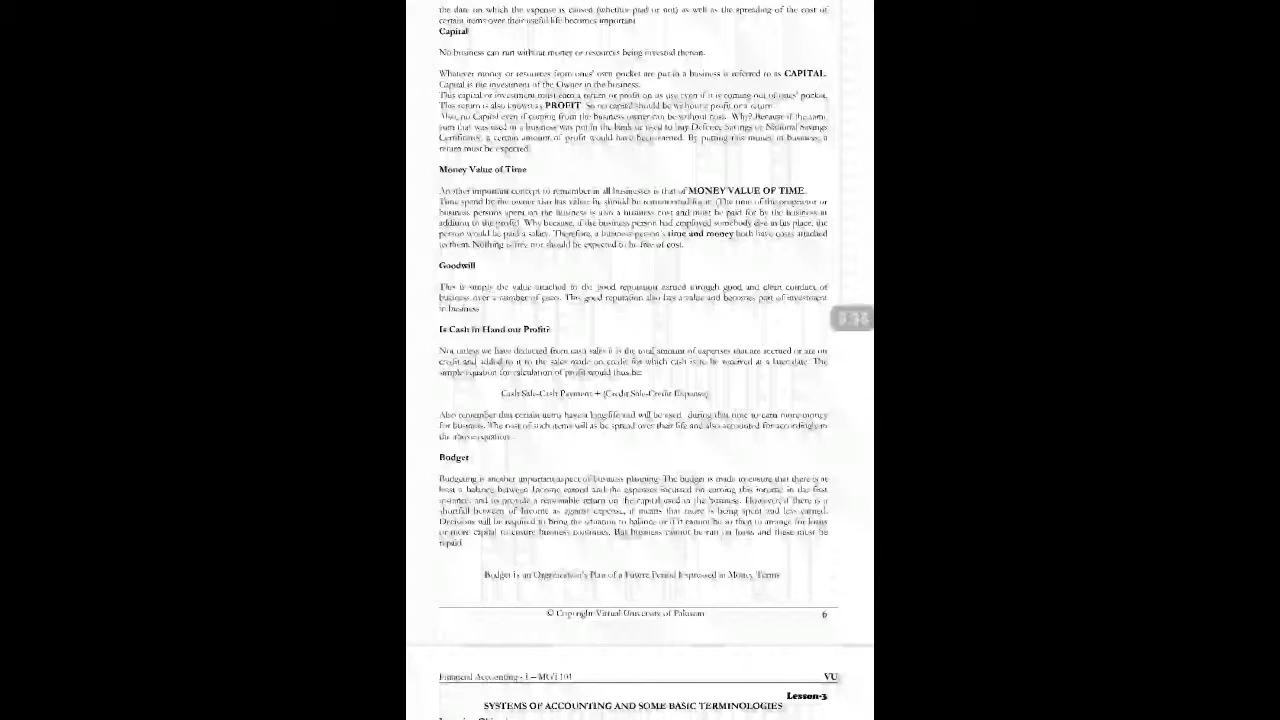 the date on which the expense is caused (whether paid or not) as well as the spreading of the cost of
certain items over their useful life becomes important
Capital
No business can run without money or resources being invested therein.
Whatever money or resources from ones' own pocket are put in a business is referred to as CAPITAL.
Capital is the investment of the Owner in the business.
This capital or investment must earn a return or profit on its use even if it is coming out of ones' pocket.
This return is also known as PROFIT. So no capital should be without a profit or a return
Also, no Capital even if coming from the business owner can be without cost. Why? Because if the same
sum that was used in a business was put in the bank or used to buy Defence, Savings or National Savings
Certificates, a certain amount of profit would have been earned. By putting this money in business, a
return must be expected.
Money Value of Time
Another important concept to remember in all businesses is that of MONEY VALUE OF TIME.
Time spend by the owner also has value he should be remunerated for it. (The time of the proprietor or
business persons spent on the business is also a business cost and must be paid for by the business in
addition to the profit). Why because, if the business person had employed somebody else in his place, the
person would be paid a salary. Therefore, a business person's time and money both have costs attached
to them. Nothing is free nor should be expected to be free of cost.
Goodwill
This is simply the value attached to the good reputation earned through good and clean conduct of
business over a number of years. This good reputation also has a value and becomes part of investment
in business
Is Cash in Hand our Profit?
Not unless we have deducted from cash sales it is the total amount of expenses that are accrued or are on
credit and added to it to the sales made on credit for which cash is to be received at a later date. The
simple equation for calculation of profit would thus be:
Cash Sale-Cash Payment + (Credit Sale-Credit Expense)
Also remember that certain items have a long life and will be used during that time to earn more money
for business. The cost of such items will as be spread over their life and also accounted for accordingly in
the equation.
Budget
Budgeting is another important aspect of business planning. The budget is made to ensure that there is at
least a balance between Income earned and the expenses incurred on earning this income in the first
instance and to provide a reasonable return on the capital used in the business. However, if there is a
shortfall between of Income as against expense, it means that more is being spent and less earned.
Decisions will be required to bring the situation to balance or if it cannot be so then to arrange for loans
or more capital to ensure business continues. But business cannot be run on loans and these must be
repaid.
Budget is an Organization's Plan of a Future Period Expressed in Money Terms
© Copyright Virtual University of Pakistan 6
Financial Accounting - I – MGT101 VU
Lesson-3
SYSTEMS OF ACCOUNTING AND SOME BASIC TERMINOLOGIES